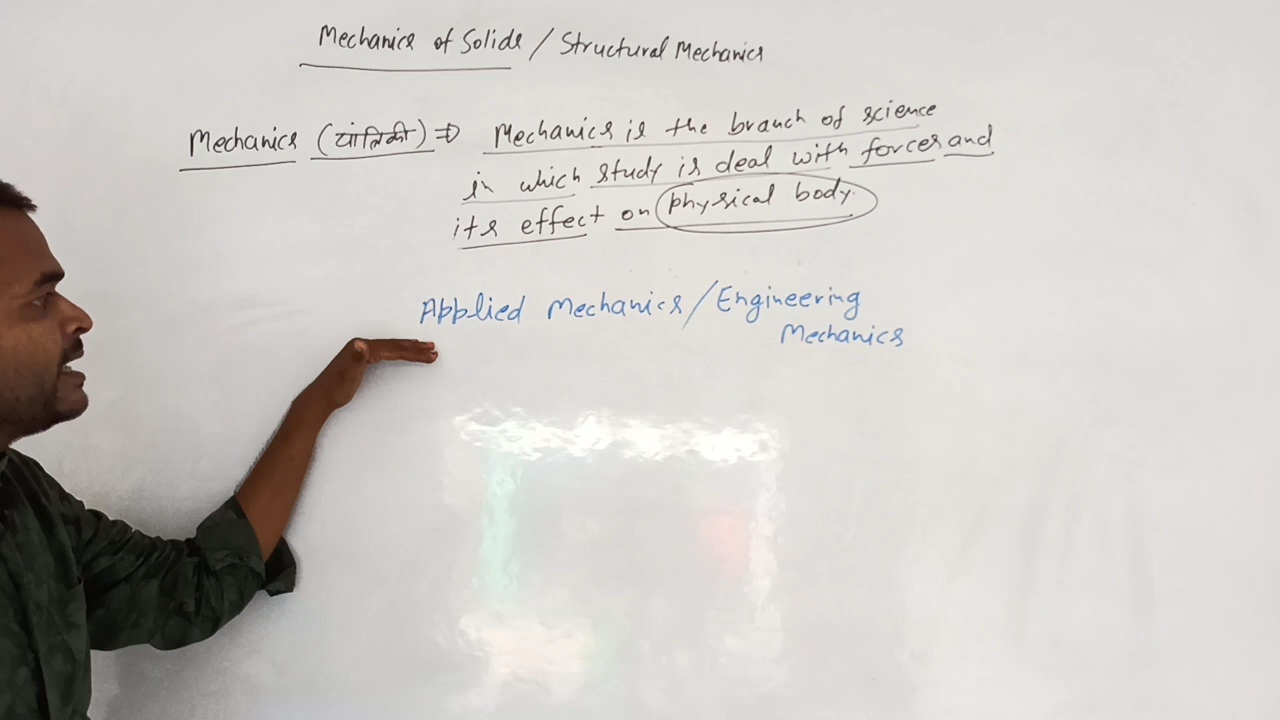 Mechanics of Solids / Structural Mechanics
Mechanics (यांत्रिकी) ⇒ Mechanics is the branch of science
in which study is deal with forces and
its effect on physical body.
Applied Mechanics / Engineering
Mechanics